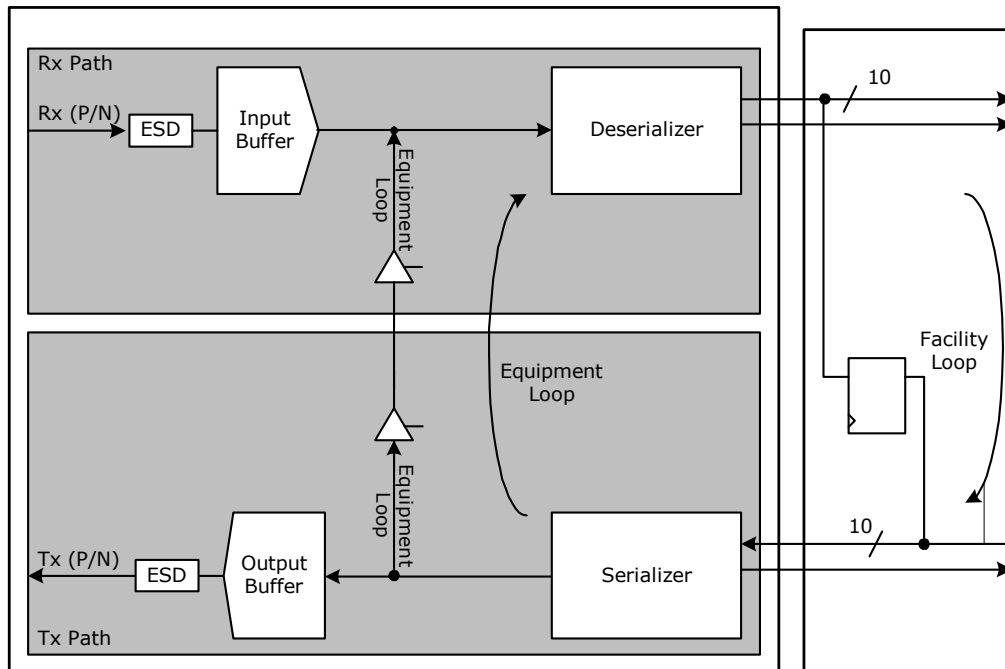 Rx Path
10
Rx (P/N)
ESD
Input
Buffer
Deserializer
Equipment
Loop
Equipment
Loop
Facility
Loop
Equipment
Loop
10
Tx (P/N)
ESD
Output
Buffer
Serializer
Tx Path